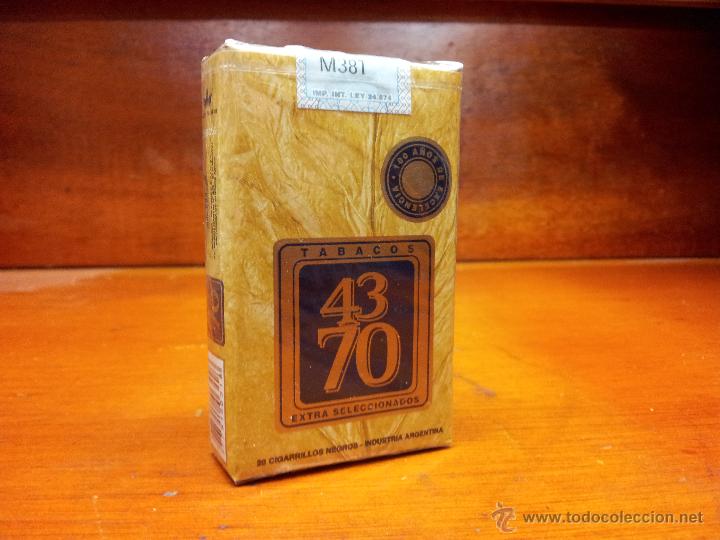 M381
IMP. INT. LEY 24.674
100 AÑOS DE EXCELENCIA
TABACOS
43
70
EXTRA SELECCIONADOS
20 CIGARRILLOS NEGROS - INDUSTRIA ARGENTINA
© www.todocoleccion.net